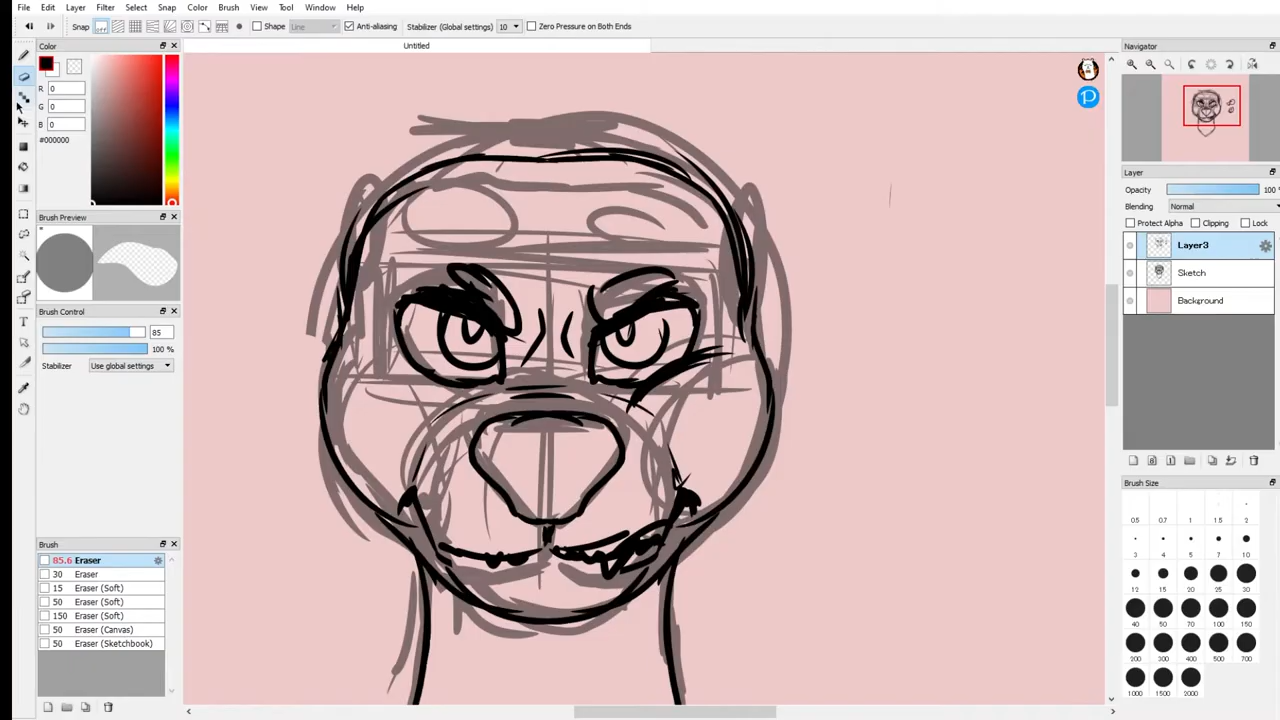 File Edit Layer Filter Select Snap Color Brush View Tool Window Help
Snap off Shape Line Anti-aliasing Stabilizer (Global settings) 10 Zero Pressure on Both Ends
Untitled
Color
R 0
G 0
B 0
#000000
Brush Preview
Brush Control
85
100 %
Stabilizer Use global settings
Brush
85.6 Eraser
30 Eraser
15 Eraser (Soft)
50 Eraser (Soft)
150 Eraser (Soft)
50 Eraser (Canvas)
50 Eraser (Sketchbook)
Navigator
Layer
Opacity 100 %
Blending Normal
Protect Alpha Clipping Lock
Layer3
Sketch
Background
Brush Size
0.5 0.7 1 1.5 2
3 4 5 7 10
12 15 20 25 30
40 50 70 100 150
200 300 400 500 700
1000 1500 2000